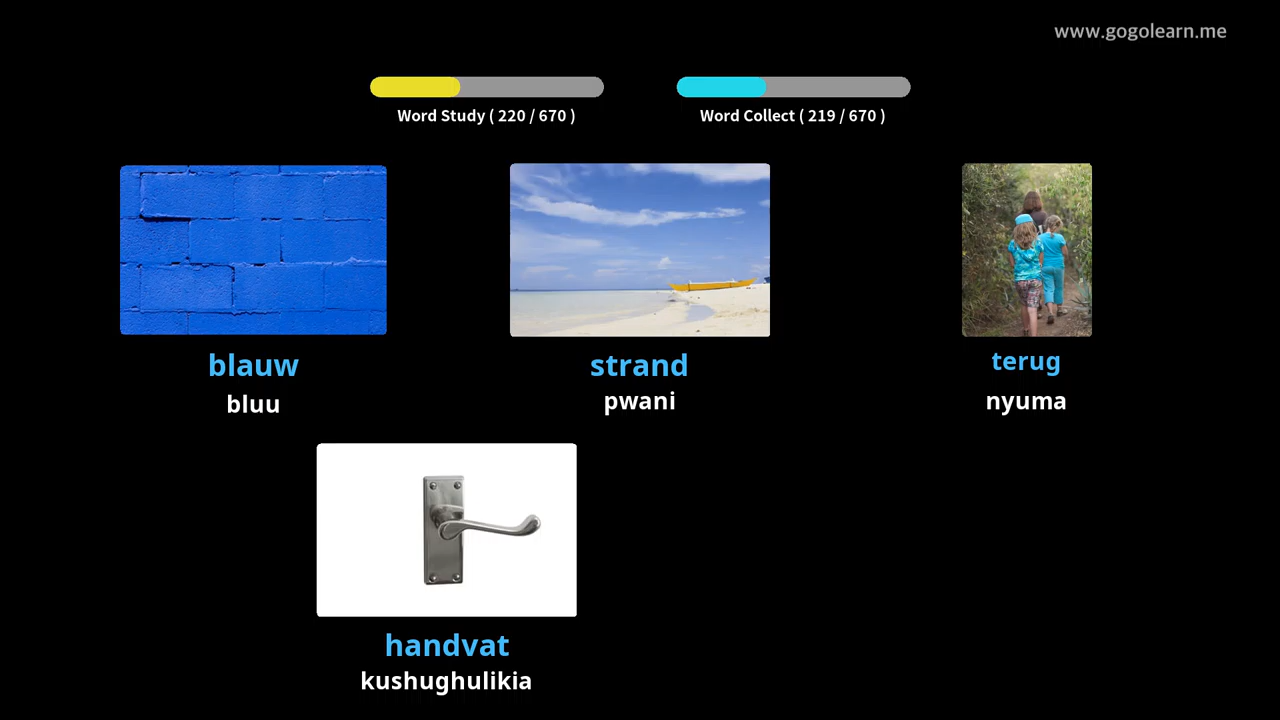 www.gogolearn.me
Word Study ( 220 / 670 )
Word Collect ( 219 / 670 )
blauw
bluu
strand
pwani
terug
nyuma
handvat
kushughulikia